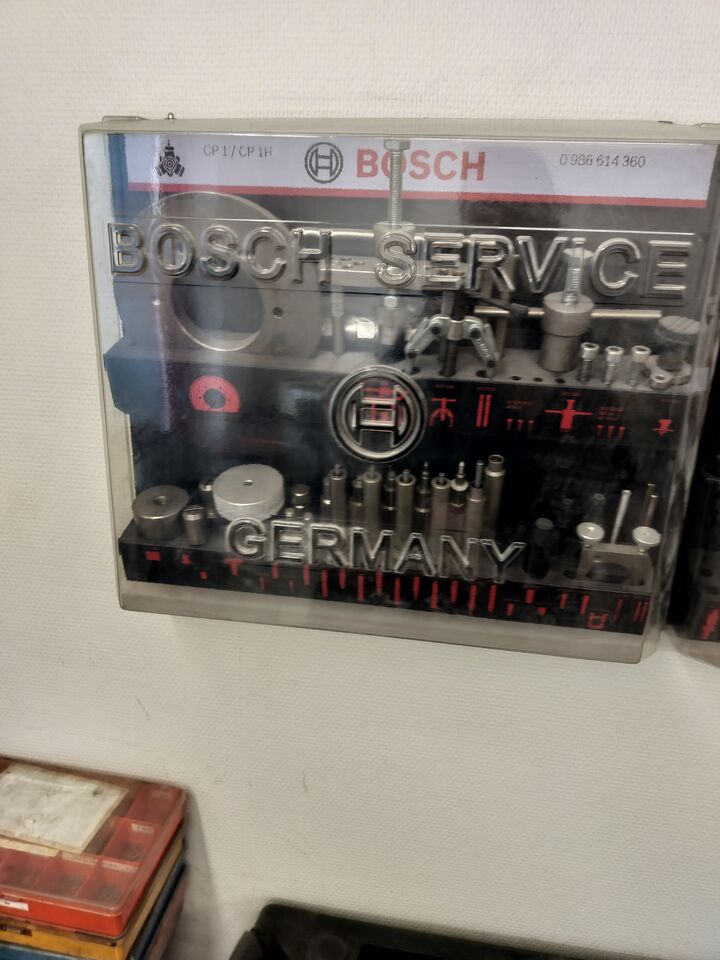 CP 1 / CP 1H BOSCH 0 986 614 360
BOSCH SERVICE
GERMANY